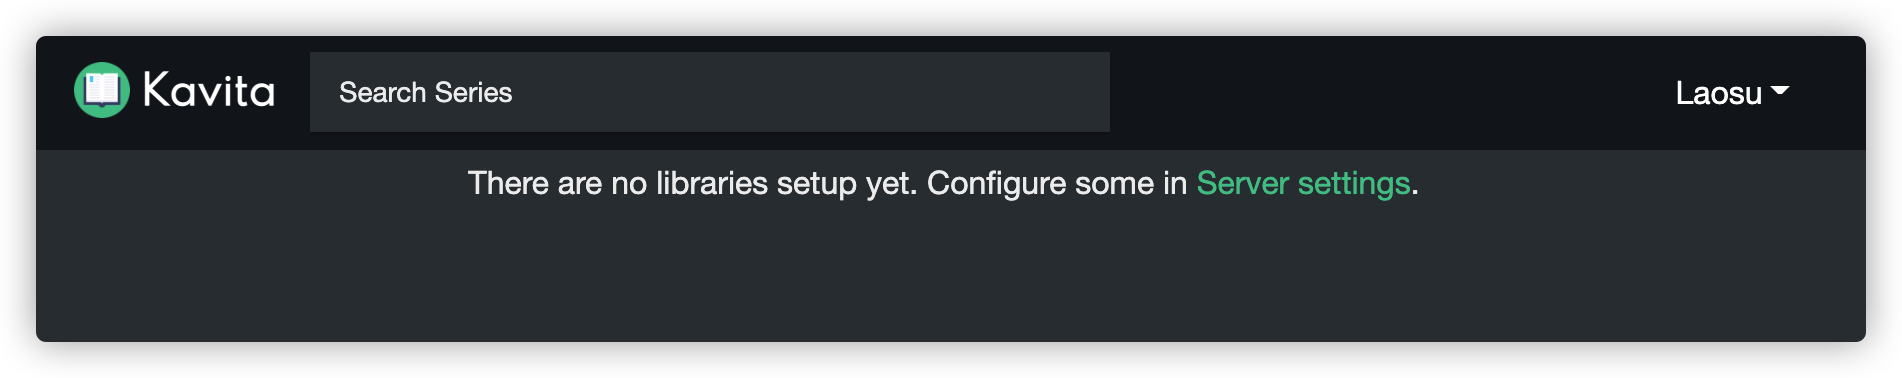 Kavita
Search Series
Laosu
There are no libraries setup yet. Configure some in Server settings.